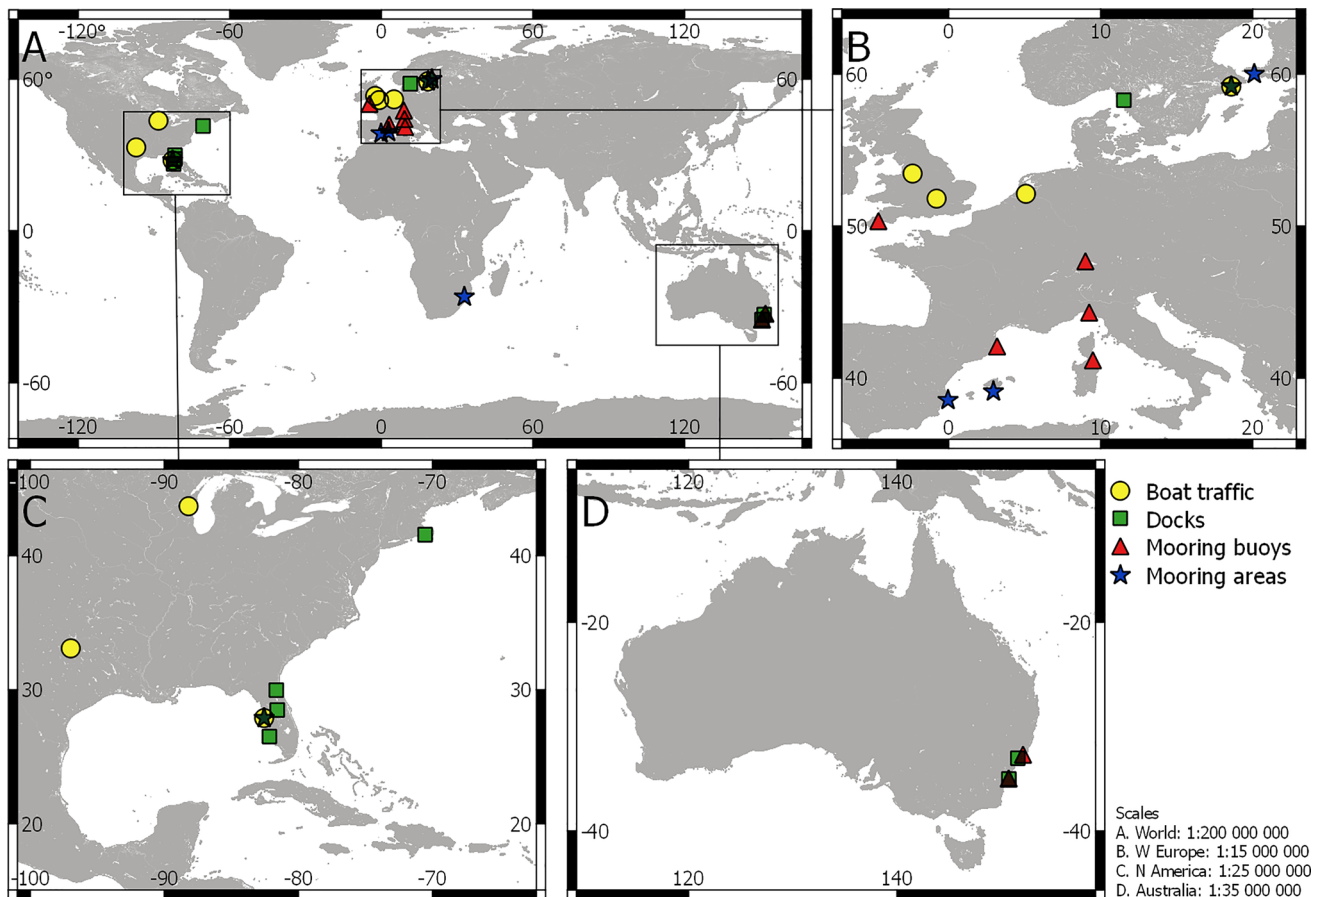 A
-120° -60 0 60 120
60° 60
0 0
-60 -60
-120 -60 0 60 120
B
0 10 20
60
50 50
40 40
0 10 20
C
-100 -90 -80 -70
40 40
30 30
20 20
-100 -90 -80 -70
D
120 140
-20 -20
-40 -40
120 140
Boat traffic
Docks
Mooring buoys
Mooring areas
Scales
A. World: 1:200 000 000
B. W Europe: 1:15 000 000
C. N America: 1:25 000 000
D. Australia: 1:35 000 000